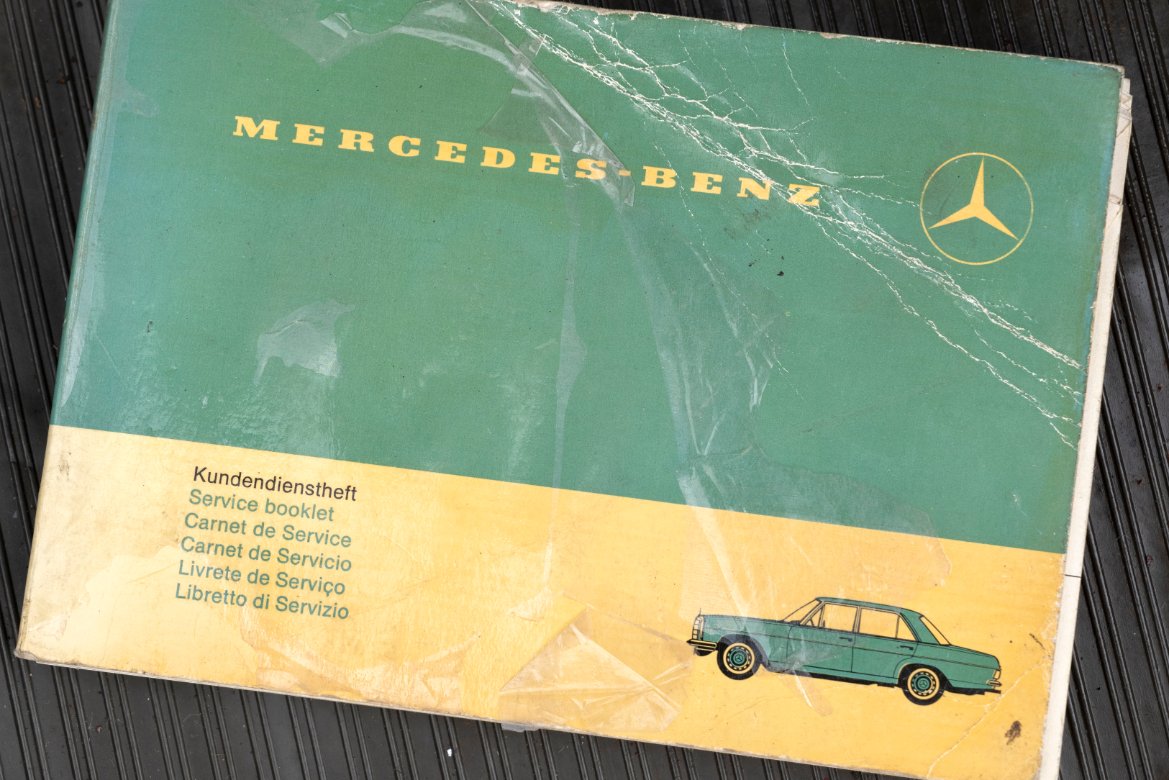 MERCEDES-BENZ
Kundendienstheft
Service booklet
Carnet de Service
Carnet de Servicio
Livrete de Serviço
Libretto di Servizio